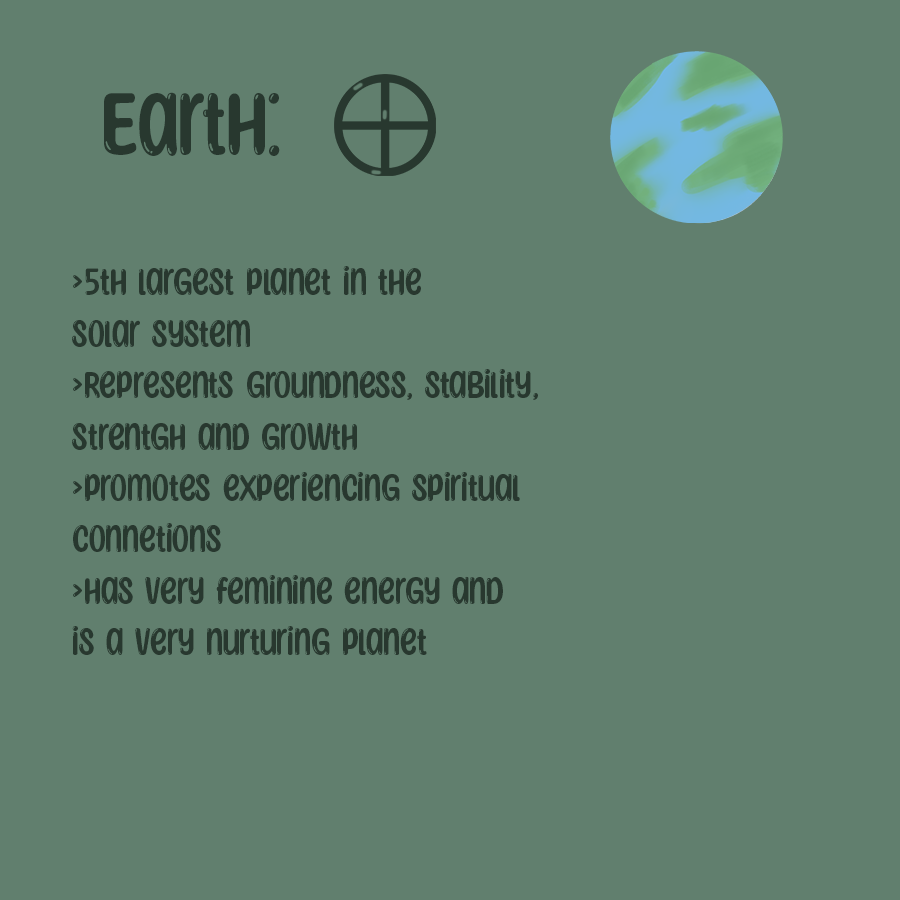 Earth:
>5th largest planet in the
solar system
>Represents groundness, stability,
strentgh and growth
>promotes experiencing spiritual
connetions
>Has very feminine energy and
is a very nurturing planet